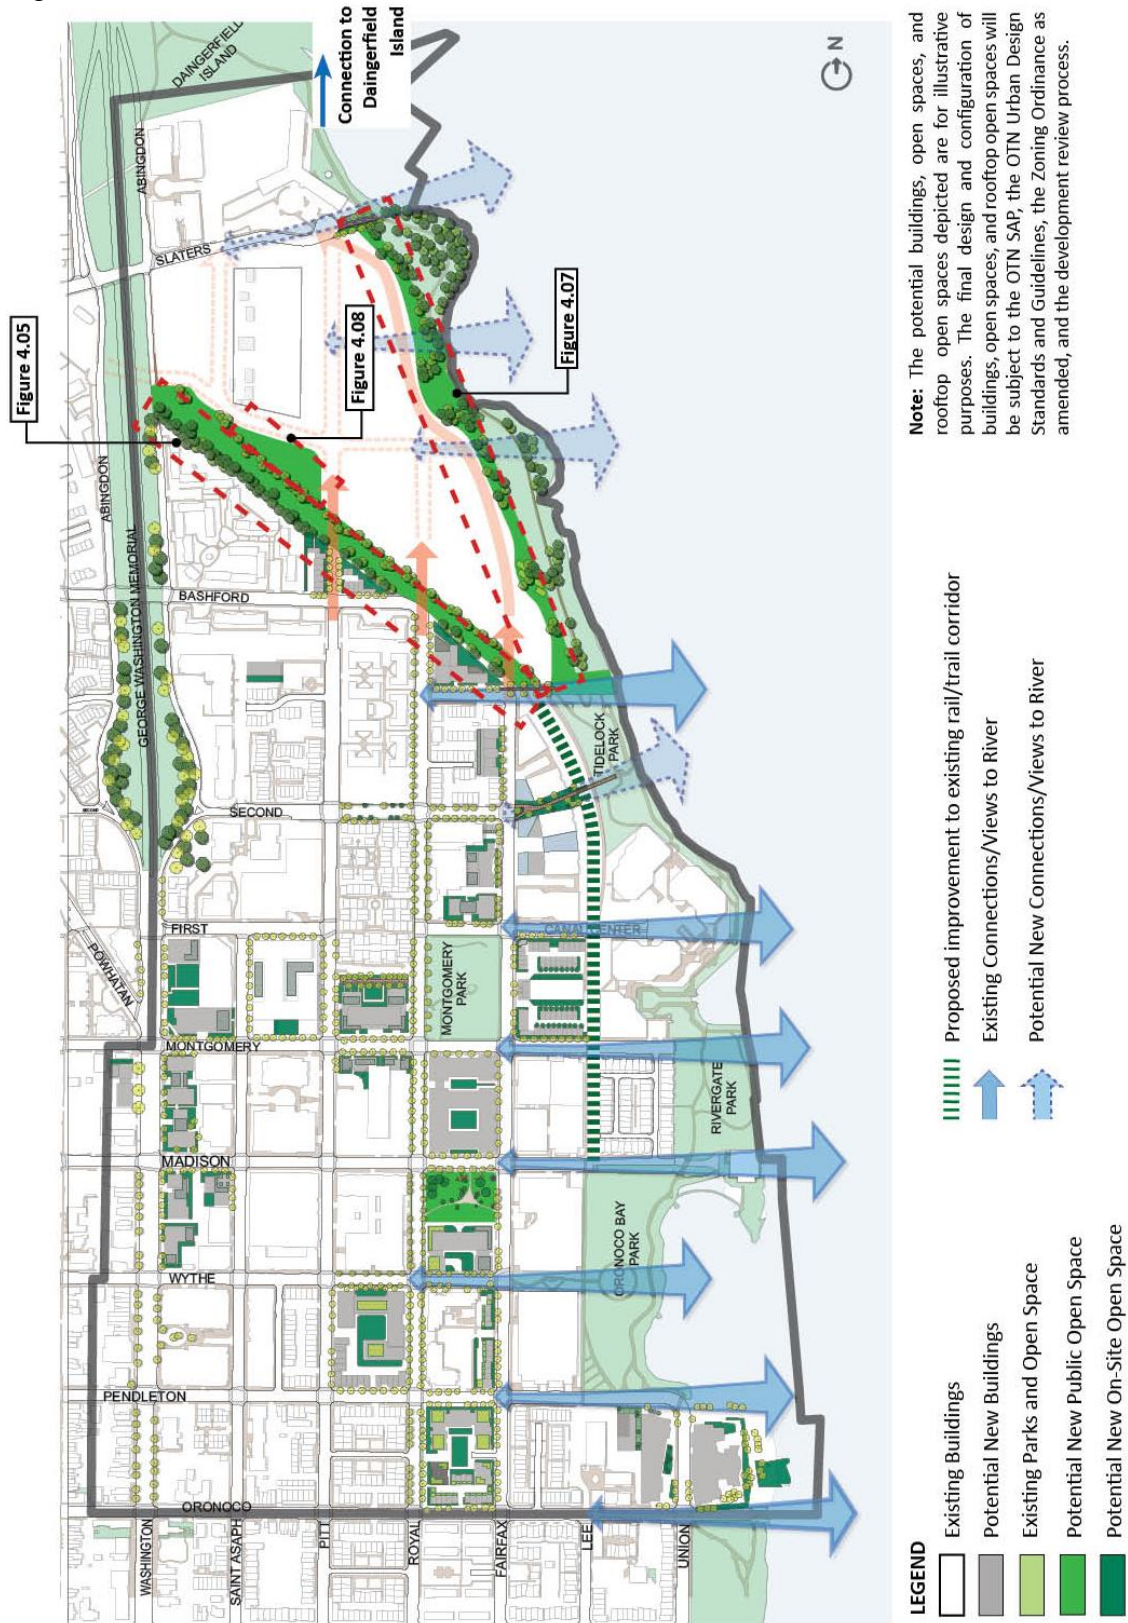 DAINGERFIELD
ISLAND
Connection to
Daingerfield
Island
N
ABINGDON
SLATERS
Figure 4.05
Figure 4.08
Figure 4.07
ABINGDON
GEORGE WASHINGTON MEMORIAL
BASHFORD
SECOND
SECOND
TIDELOCK
PARK
FIRST
CANAL CENTER
POWHATAN
MONTGOMERY
PARK
MONTGOMERY
RIVERGATE
PARK
MADISON
ORONOCO BAY
PARK
WYTHE
PENDLETON
ORONOCO
WASHINGTON
SAINT ASAPH
PITT
ROYAL
FAIRFAX
LEE
UNION
Note: The potential buildings, open spaces, and
rooftop open spaces depicted are for illustrative
purposes. The final design and configuration of
buildings, open spaces, and rooftop open spaces will
be subject to the OTN SAP, the OTN Urban Design
Standards and Guidelines, the Zoning Ordinance as
amended, and the development review process.
LEGEND
Existing Buildings
Potential New Buildings
Existing Parks and Open Space
Potential New Public Open Space
Potential New On-Site Open Space
Proposed improvement to existing rail/trail corridor
Existing Connections/Views to River
Potential New Connections/Views to River